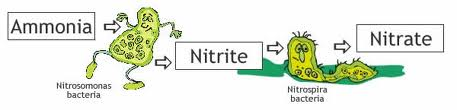 Ammonia
Nitrosomonas
bacteria
Nitrite
Nitrospira
bacteria
Nitrate